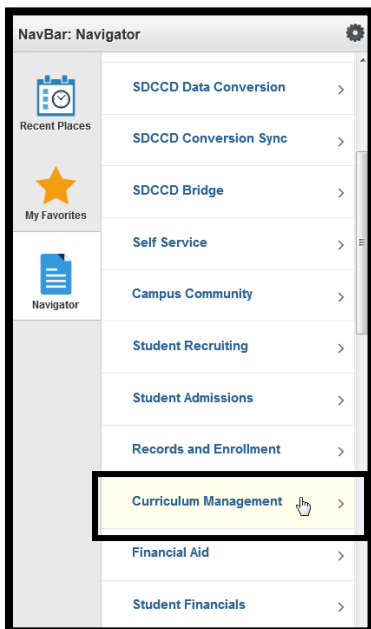 NavBar: Navigator
Recent Places
My Favorites
Navigator
SDCCD Data Conversion
SDCCD Conversion Sync
SDCCD Bridge
Self Service
Campus Community
Student Recruiting
Student Admissions
Records and Enrollment
Curriculum Management
Financial Aid
Student Financials